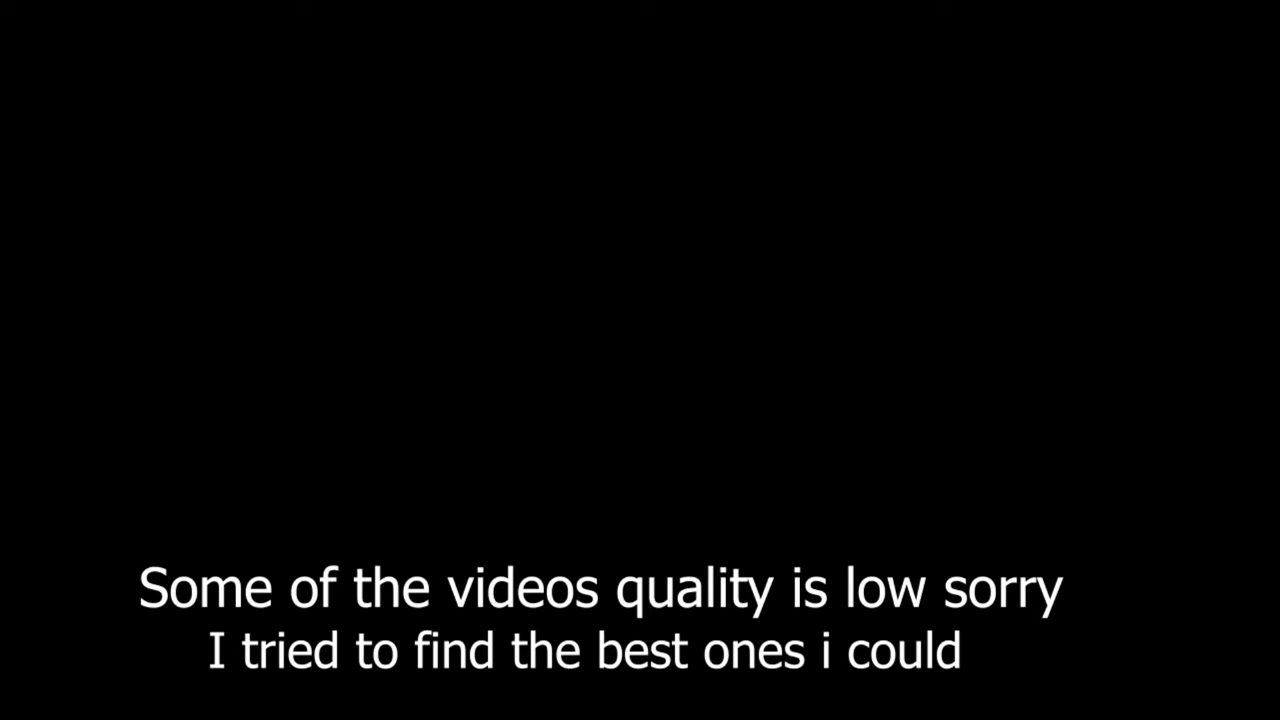 Some of the videos quality is low sorry
I tried to find the best ones i could